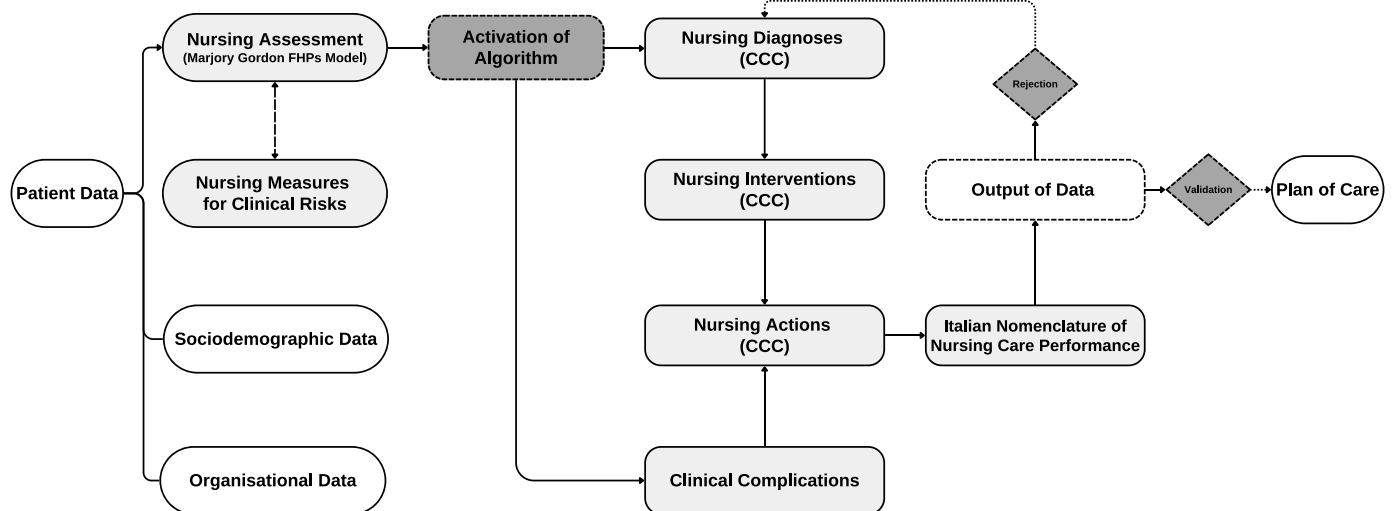 Patient Data
Nursing Assessment
(Marjory Gordon FHPs Model)
Nursing Measures
for Clinical Risks
Sociodemographic Data
Organisational Data
Activation of
Algorithm
Nursing Diagnoses
(CCC)
Nursing Interventions
(CCC)
Nursing Actions
(CCC)
Clinical Complications
Italian Nomenclature of
Nursing Care Performance
Output of Data
Rejection
Validation
Plan of Care